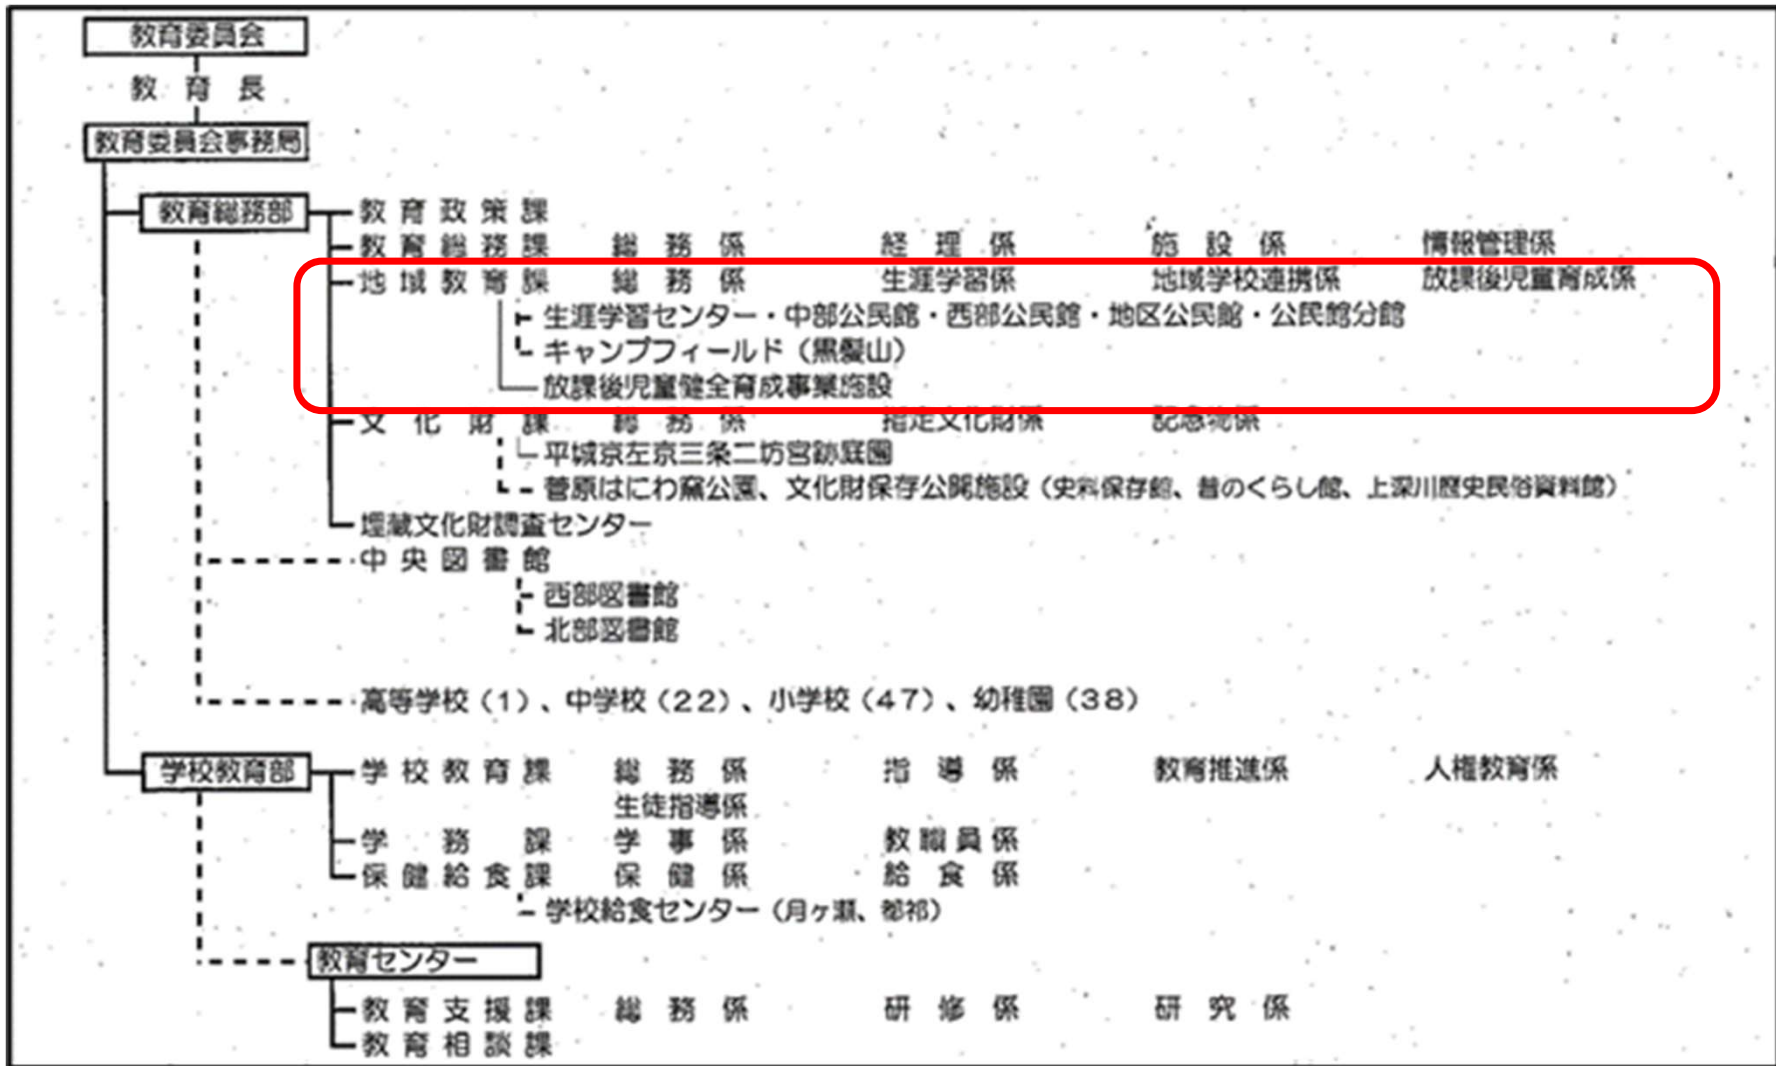 教育委員会
教育長
教育委員会事務局
教育総務部 教育政策課
教育総務課 総務係 経理係 施設係 情報管理係
地域教育課 総務係 生涯学習係 地域学校連携係 放課後児童育成係
生涯学習センター・中部公民館・西部公民館・地区公民館・公民館分館
キャンプフィールド（黒髪山）
放課後児童健全育成事業施設
文化財課 総務係 指定文化財係 記念物係
平城京左京三条二坊宮跡庭園
菅原はにわ窯公園、文化財保存公開施設（史料保存館、昔のくらし館、上深川歴史民俗資料館）
埋蔵文化財調査センター
中央図書館
西部図書館
北部図書館
高等学校（1）、中学校（22）、小学校（47）、幼稚園（38）
学校教育部 学校教育課 総務係 指導係 教育推進係 人権教育係
生徒指導係
学務課 学事係 教職員係
保健給食課 保健係 給食係
学校給食センター（月ヶ瀬、都祁）
教育センター
教育支援課 総務係 研修係 研究係
教育相談課